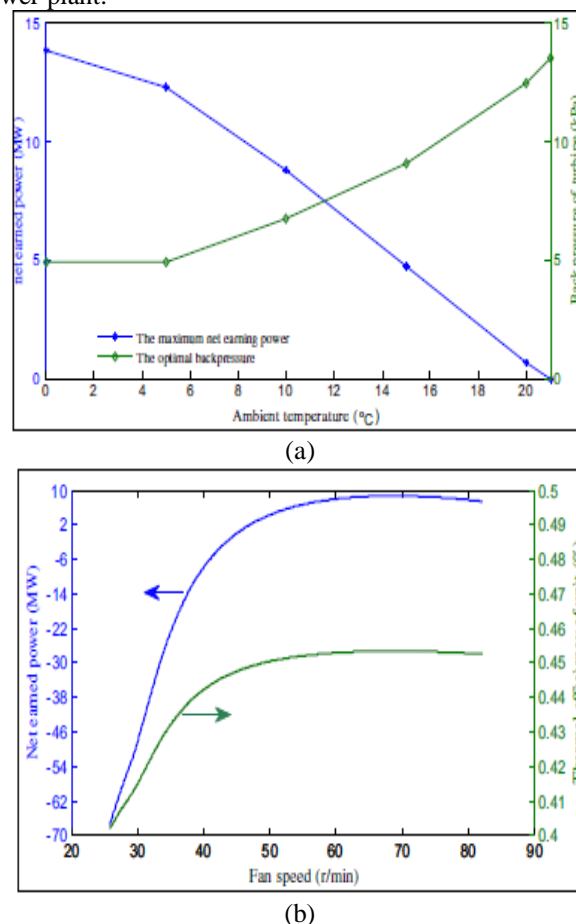 wer plant.
15
10
5
0
15
10
5
0
net earned power (MW)
The maximum net earning power
The optimal backpressure
0 2 4 6 8 10 12 14 16 18 20
Ambient temperature (°C)
(a)
10
2
-6
-14
-22
-30
-38
-46
-54
-62
-70
0.5
0.49
0.48
0.47
0.46
0.45
0.44
0.43
0.42
0.41
0.4
Net earned power (MW)
20 30 40 50 60 70 80 90
Fan speed (r/min)
(b)